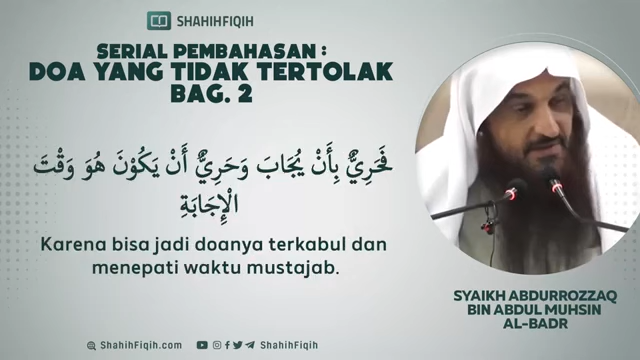 SHAHIHFIQIH
SERIAL PEMBAHASAN :
DOA YANG TIDAK TERTOLAK
BAG. 2
فَحَرِيٌّ بِأَنْ يُجَابَ وَحَرِيٌّ أَنْ يَكُوْنَ هُوَ وَقْتَ
الْإِجَابَةِ
Karena bisa jadi doanya terkabul dan
menepati waktu mustajab.
SYAIKH ABDURROZZAQ
BIN ABDUL MUHSIN
AL-BADR
ShahihFiqih.com
ShahihFiqih